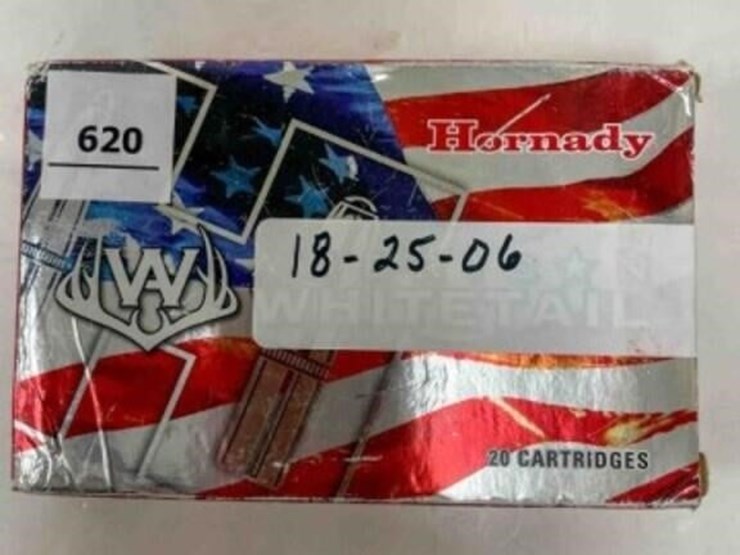 620
Hornady
18-25-06
WHITETAIL
20 CARTRIDGES